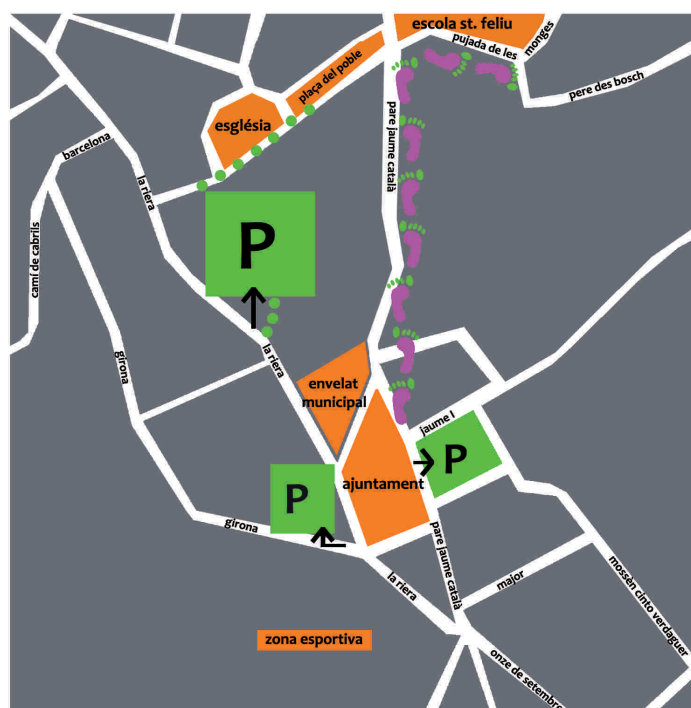 escola st. feliu
pujada de les
monges
pere des bosch
plaça del poble
església
pare jaume català
barcelona
la riera
camí de cabrils
P
girona
la riera
envelat
municipal
jaume I
P
ajuntament
P
girona
pare jaume català
la riera
major
mossèn cinto verdaguer
zona esportiva
onze de setembre